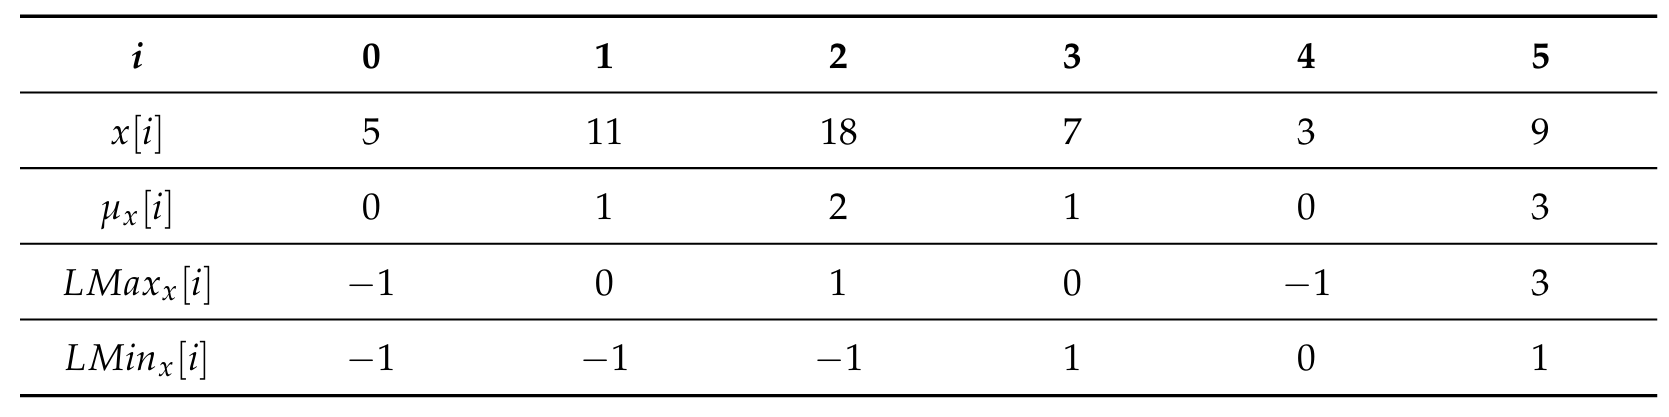 i 0 1 2 3 4 5
x[i] 5 11 18 7 3 9
μx[i] 0 1 2 1 0 3
LMaxx[i] −1 0 1 0 −1 3
LMinx[i] −1 −1 −1 1 0 1